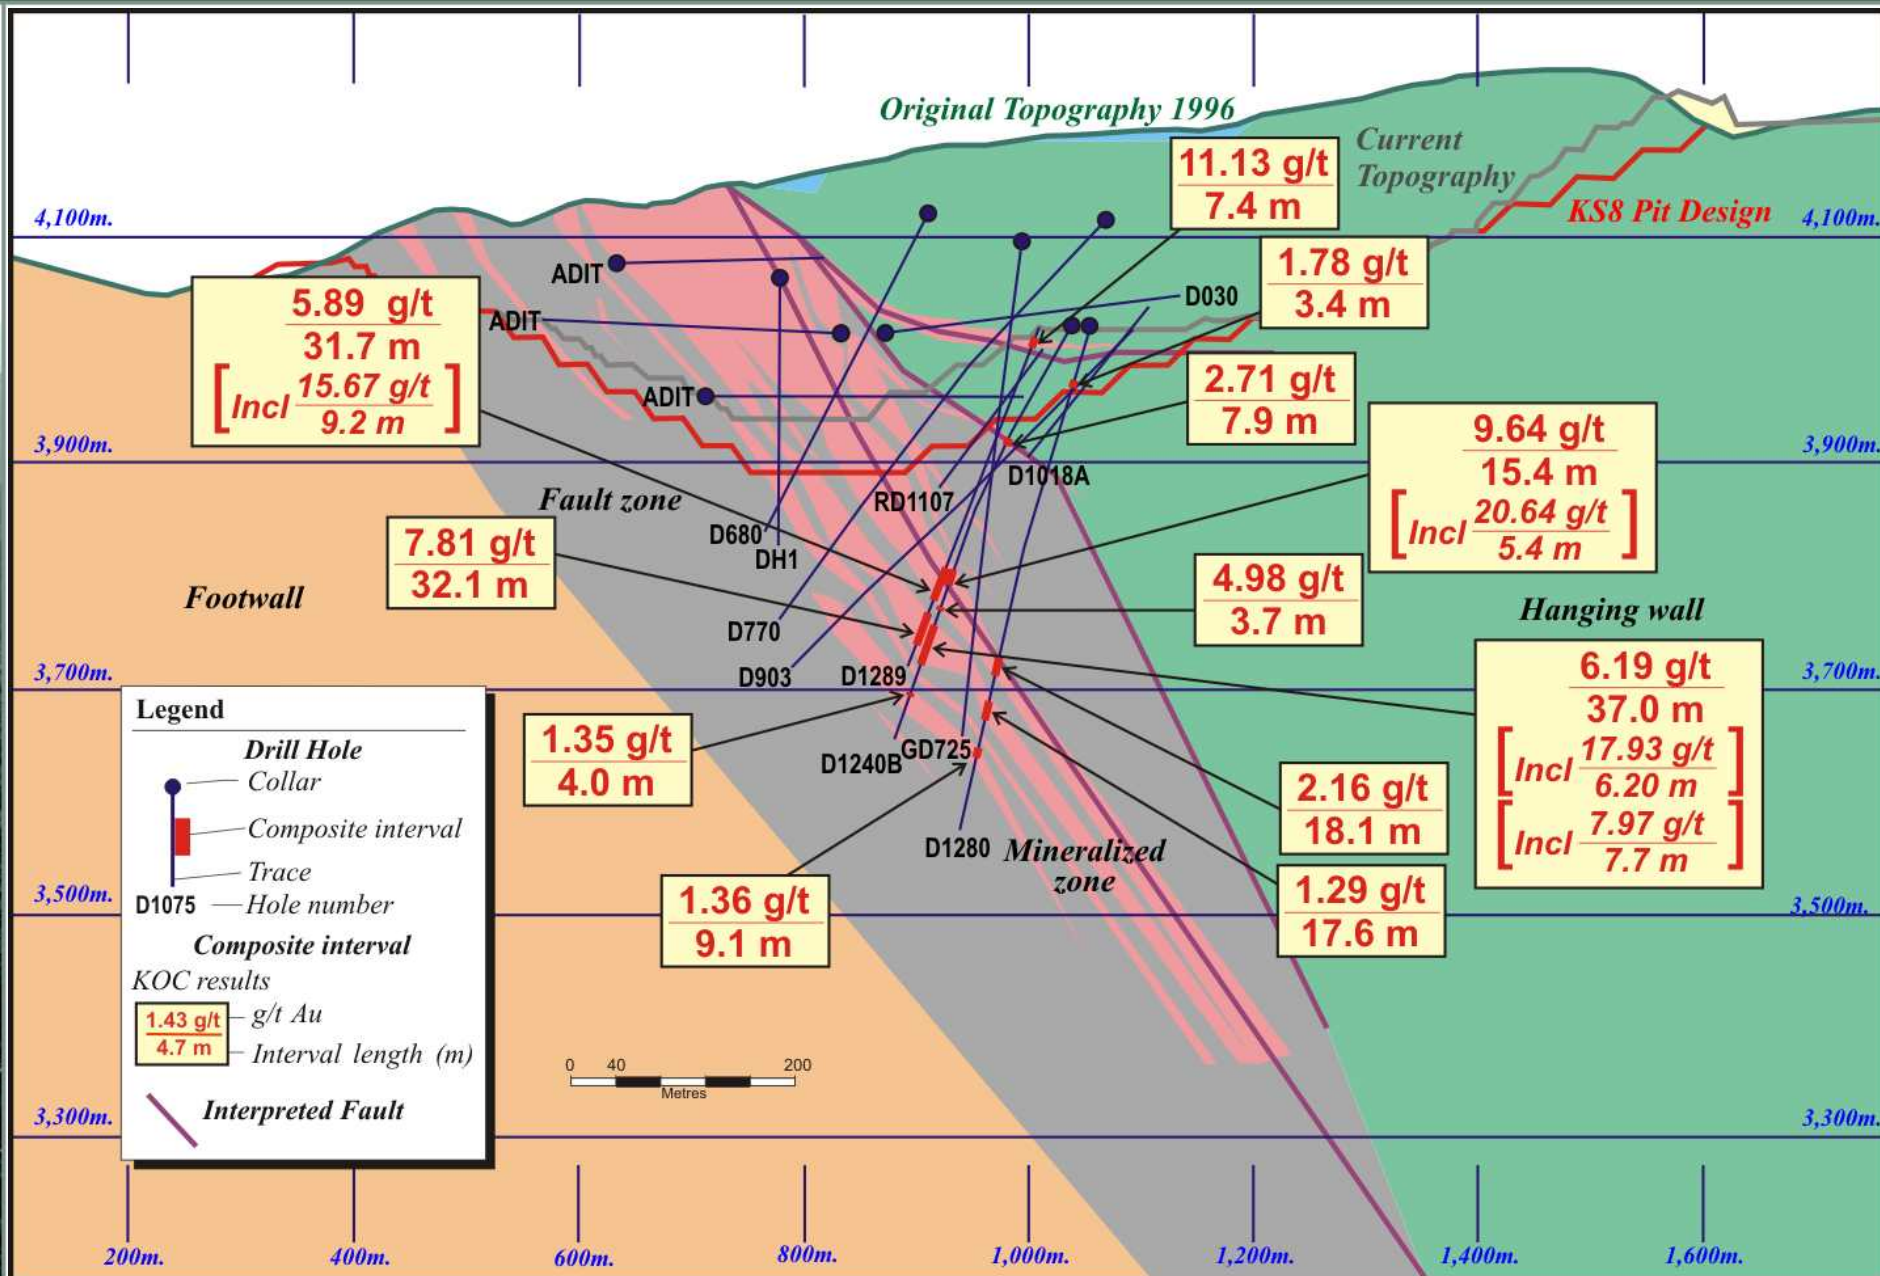 Original Topography 1996
Current
Topography
KS8 Pit Design
4,100m.
4,100m.
11.13 g/t
7.4 m
1.78 g/t
3.4 m
ADIT
D030
ADIT
5.89 g/t
31.7 m
[Incl 15.67 g/t
9.2 m]
2.71 g/t
7.9 m
ADIT
9.64 g/t
15.4 m
[Incl 20.64 g/t
5.4 m]
3,900m.
3,900m.
D1018A
RD1107
Fault zone
D680
DH1
7.81 g/t
32.1 m
4.98 g/t
3.7 m
Footwall
Hanging wall
D770
D903
D1289
3,700m.
3,700m.
6.19 g/t
37.0 m
[Incl 17.93 g/t
6.20 m]
[Incl 7.97 g/t
7.7 m]
1.35 g/t
4.0 m
D1240B
GD725
2.16 g/t
18.1 m
D1280
Mineralized
zone
1.36 g/t
9.1 m
1.29 g/t
17.6 m
3,500m.
3,500m.
Legend
Drill Hole
Collar
Composite interval
Trace
D1075
Hole number
Composite interval
KOC results
1.43 g/t
4.7 m
g/t Au
Interval length (m)
Interpreted Fault
0 40 200
Metres
3,300m.
3,300m.
200m. 400m. 600m. 800m. 1,000m. 1,200m. 1,400m. 1,600m.